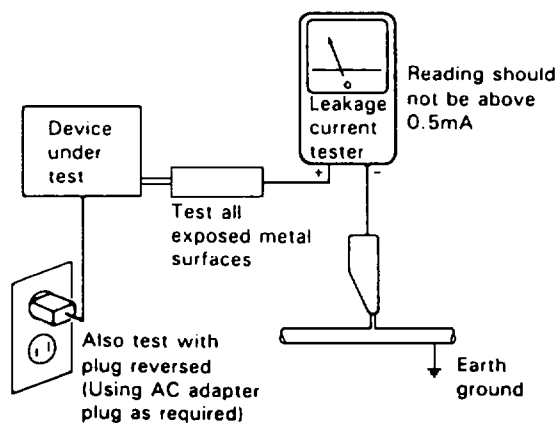 Device
under
test
Leakage
current
tester
+
-
Reading should
not be above
0.5mA
Test all
exposed metal
surfaces
Also test with
plug reversed
(Using AC adapter
plug as required)
Earth
ground